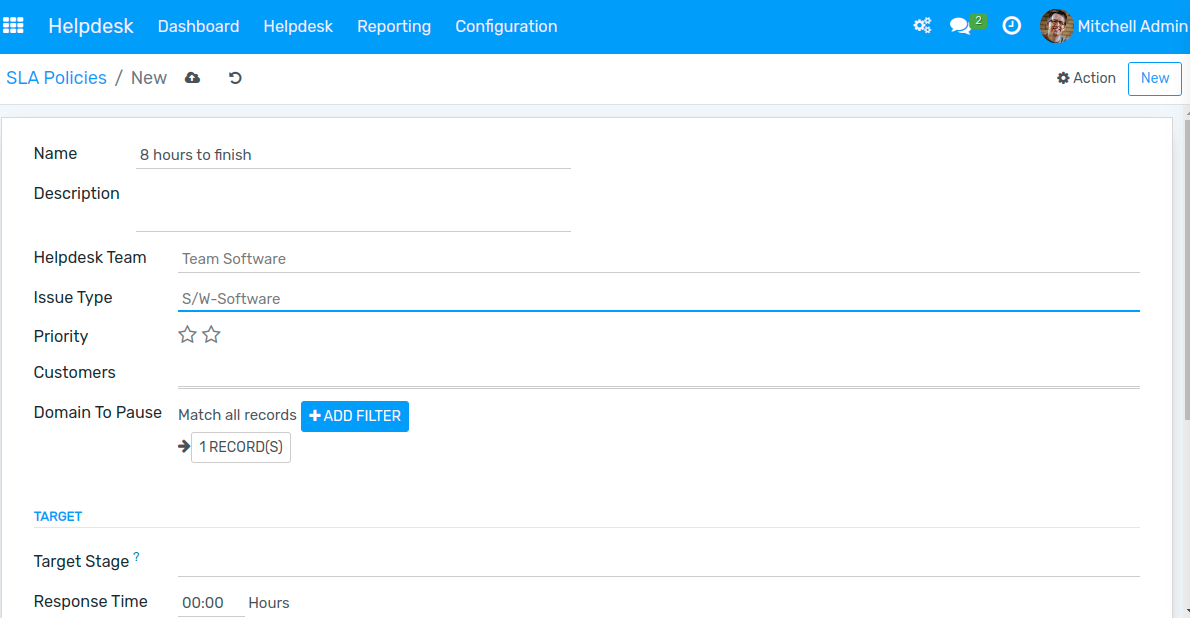 Helpdesk Dashboard Helpdesk Reporting Configuration 2 Mitchell Admin
SLA Policies / New Action New
Name 8 hours to finish
Description
Helpdesk Team Team Software
Issue Type S/W-Software
Priority
Customers
Domain To Pause Match all records ADD FILTER
1 RECORD(S)
TARGET
Target Stage ?
Response Time 00:00 Hours